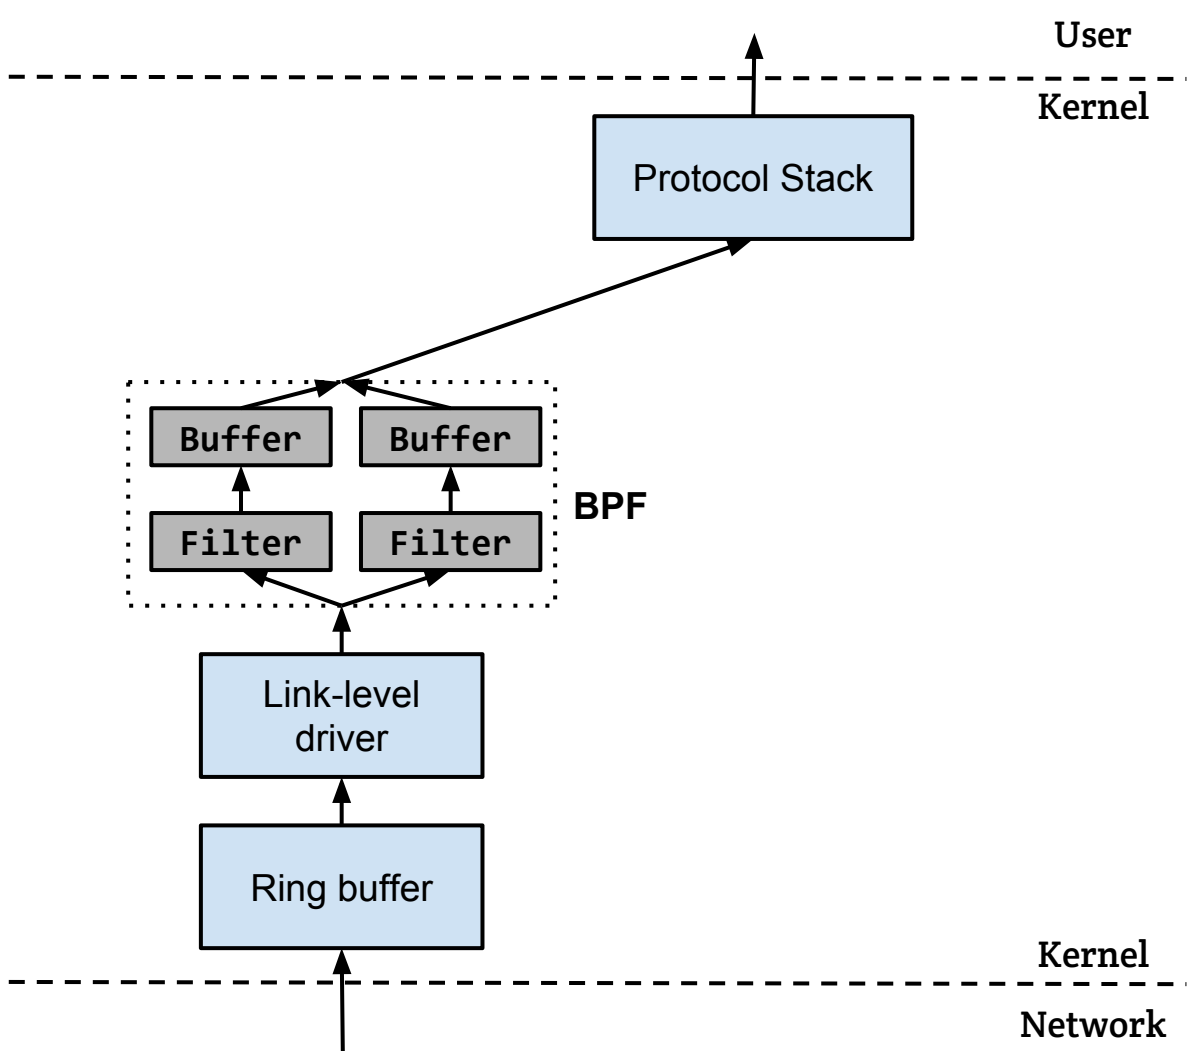 User
Kernel
Protocol Stack
Buffer Buffer
BPF
Filter Filter
Link-level
driver
Ring buffer
Kernel
Network